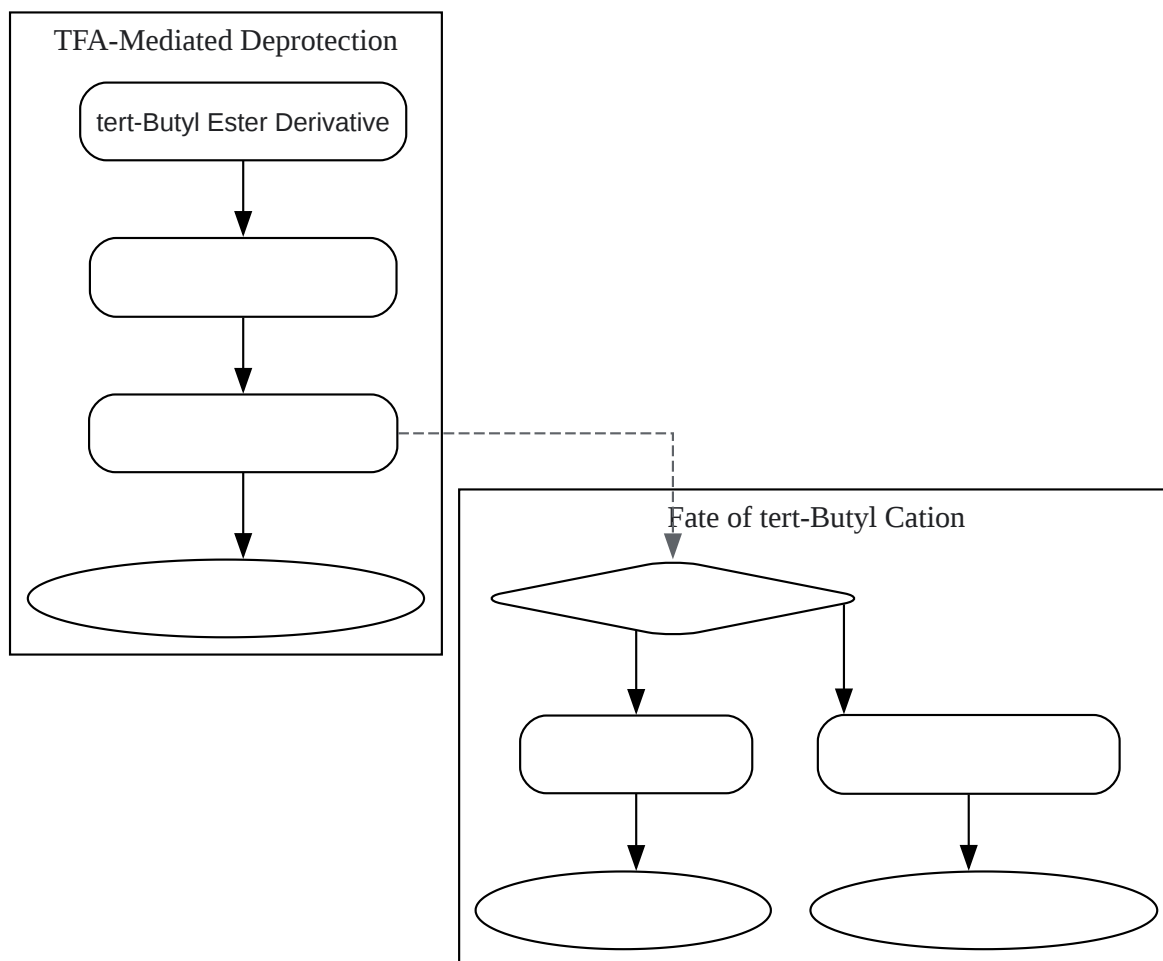 TFA-Mediated Deprotection
tert-Butyl Ester Derivative
Fate of tert-Butyl Cation